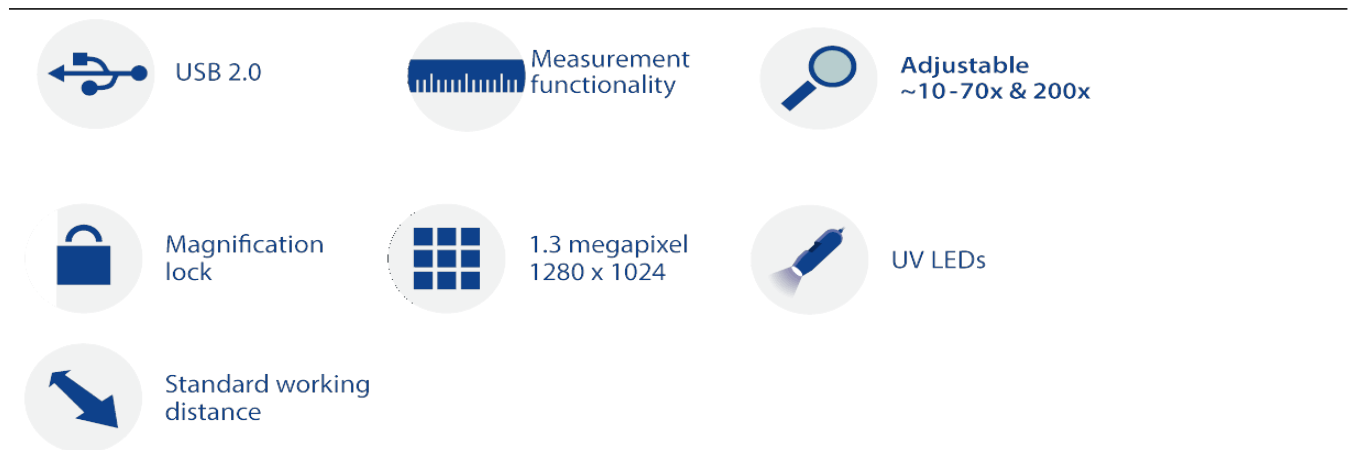 USB 2.0
Measurement
functionality
Adjustable
~10-70x & 200x
Magnification
lock
1.3 megapixel
1280 x 1024
UV LEDs
Standard working
distance